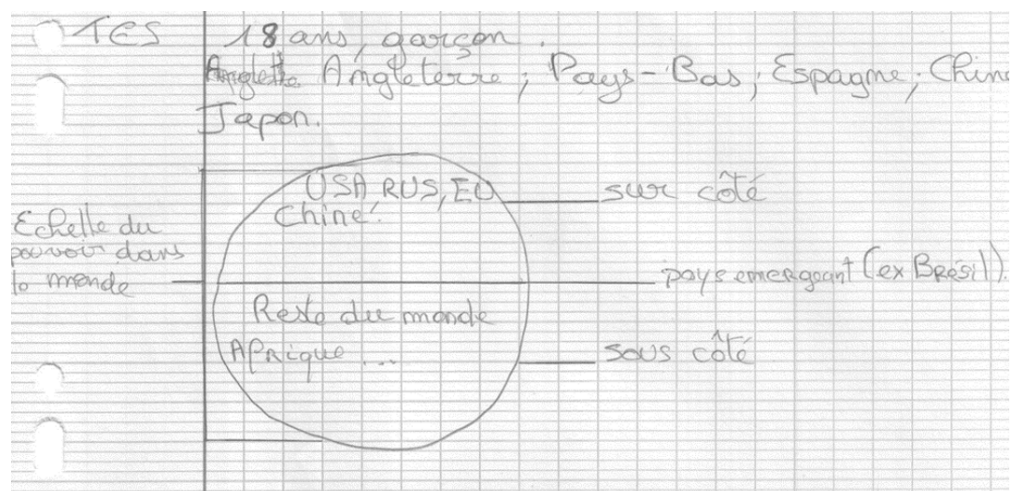 TES 18 ans, garçon.
Anglette Angleterre, Pays-Bas, Espagne, Chine
Japon.
USA, RUS, EU
Chine.
sur côté
Echelle du
pouvoir dans
le monde
pays emergeant (ex Brésil).
Reste du monde
Afrique...
sous côté